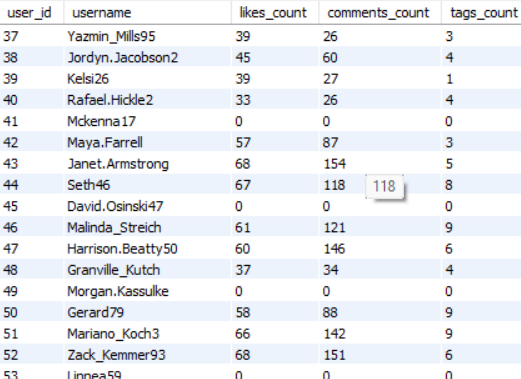 user_id username likes_count comments_count tags_count
37 Yazmin_Mills95 39 26 3
38 Jordyn.Jacobson2 45 60 4
39 Kelsi26 39 27 1
40 Rafael.Hickle2 33 26 4
41 Mckenna17 0 0 0
42 Maya.Farrell 57 87 3
43 Janet.Armstrong 68 154 5
44 Seth46 67 118 118 8
45 David.Osinski47 0 0 0
46 Malinda_Streich 61 121 9
47 Harrison.Beatty50 60 146 6
48 Granville_Kutch 37 34 4
49 Morgan.Kassulke 0 0 0
50 Gerard79 58 88 9
51 Mariano_Koch3 66 142 9
52 Zack_Kemmer93 68 151 6
53 Linnea59 0 0 0